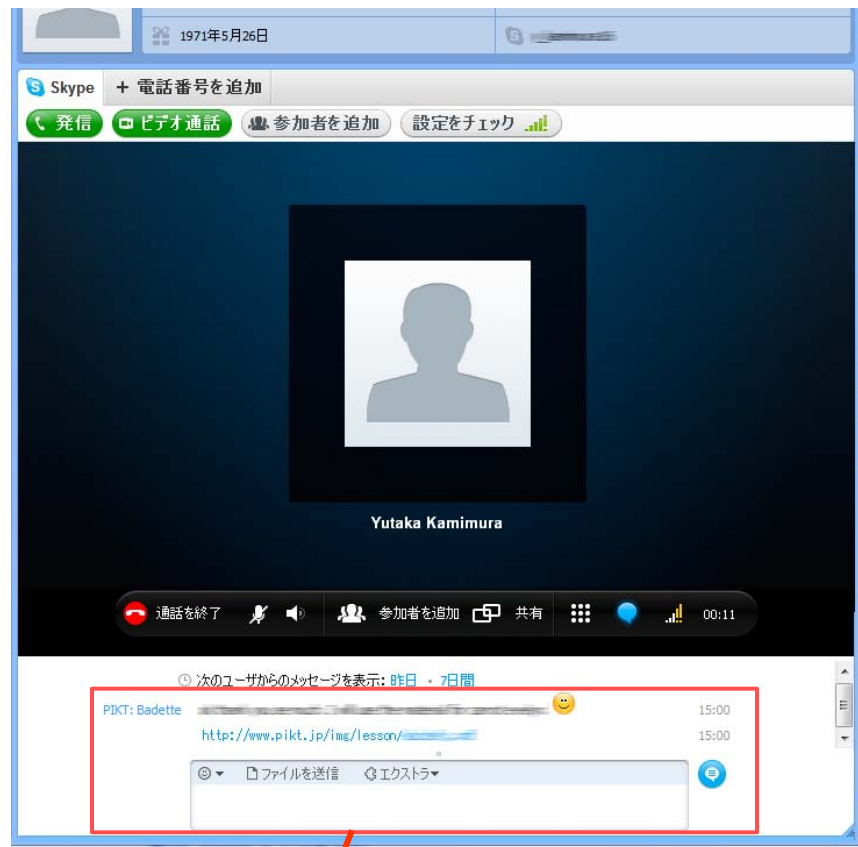 1971年5月26日
Skype + 電話番号を追加
発信 ビデオ通話 参加者を追加 設定をチェック
Yutaka Kamimura
通話を終了 参加者を追加 共有 00:11
次のユーザからのメッセージを表示: 昨日 ・ 7日間
PIKT: Badette 15:00
http://www.pikt.jp/img/lesson/ 15:00
ファイルを送信 エクストラ